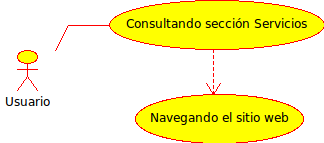 Consultando sección Servicios
Usuario
Navegando el sitio web